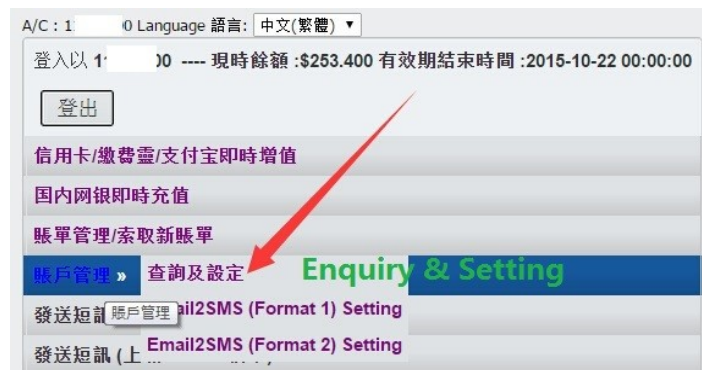 A/C : 1 0 Language 語言: 中文(繁體) ▼
登入以 1 00 ---- 現時餘額 :$253.400 有效期結束時間 :2015-10-22 00:00:00
登出
信用卡/繳費靈/支付宝即時增值
国内网银即時充值
賬單管理/索取新賬單
賬戶管理 » 查詢及設定 Enquiry & Setting
發送短 賬戶管理 ail2SMS (Format 1) Setting
發送短訊 (上 Email2SMS (Format 2) Setting